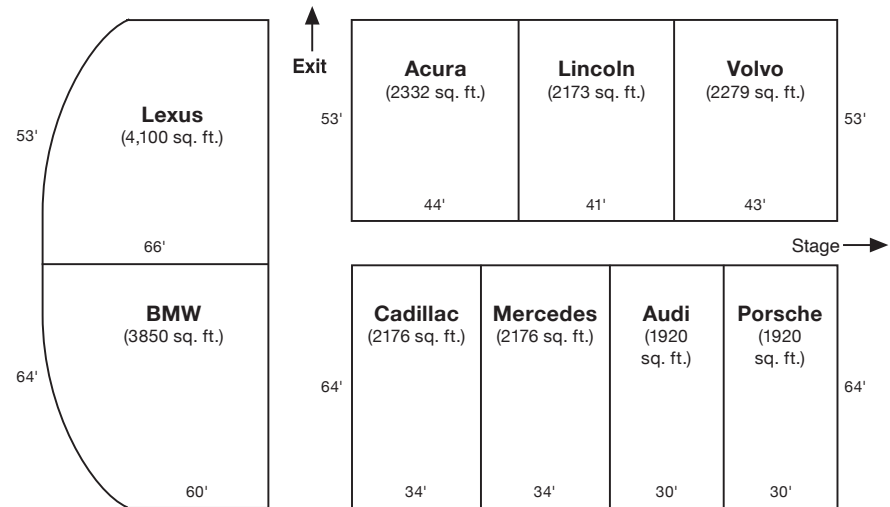 Exit
Lexus
(4,100 sq. ft.)
53'
66'
BMW
(3850 sq. ft.)
64'
60'
Acura
(2332 sq. ft.)
53'
44'
Lincoln
(2173 sq. ft.)
41'
Volvo
(2279 sq. ft.)
53'
43'
Stage
Cadillac
(2176 sq. ft.)
64'
34'
Mercedes
(2176 sq. ft.)
34'
Audi
(1920
sq. ft.)
30'
Porsche
(1920
sq. ft.)
64'
30'